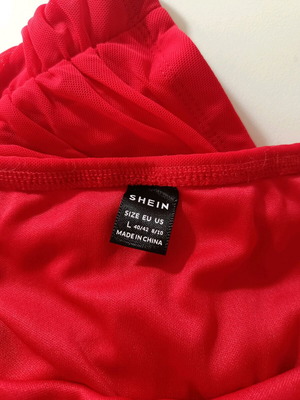 SHEIN
SIZE EU US
L 40/42 8/10
MADE IN CHINA